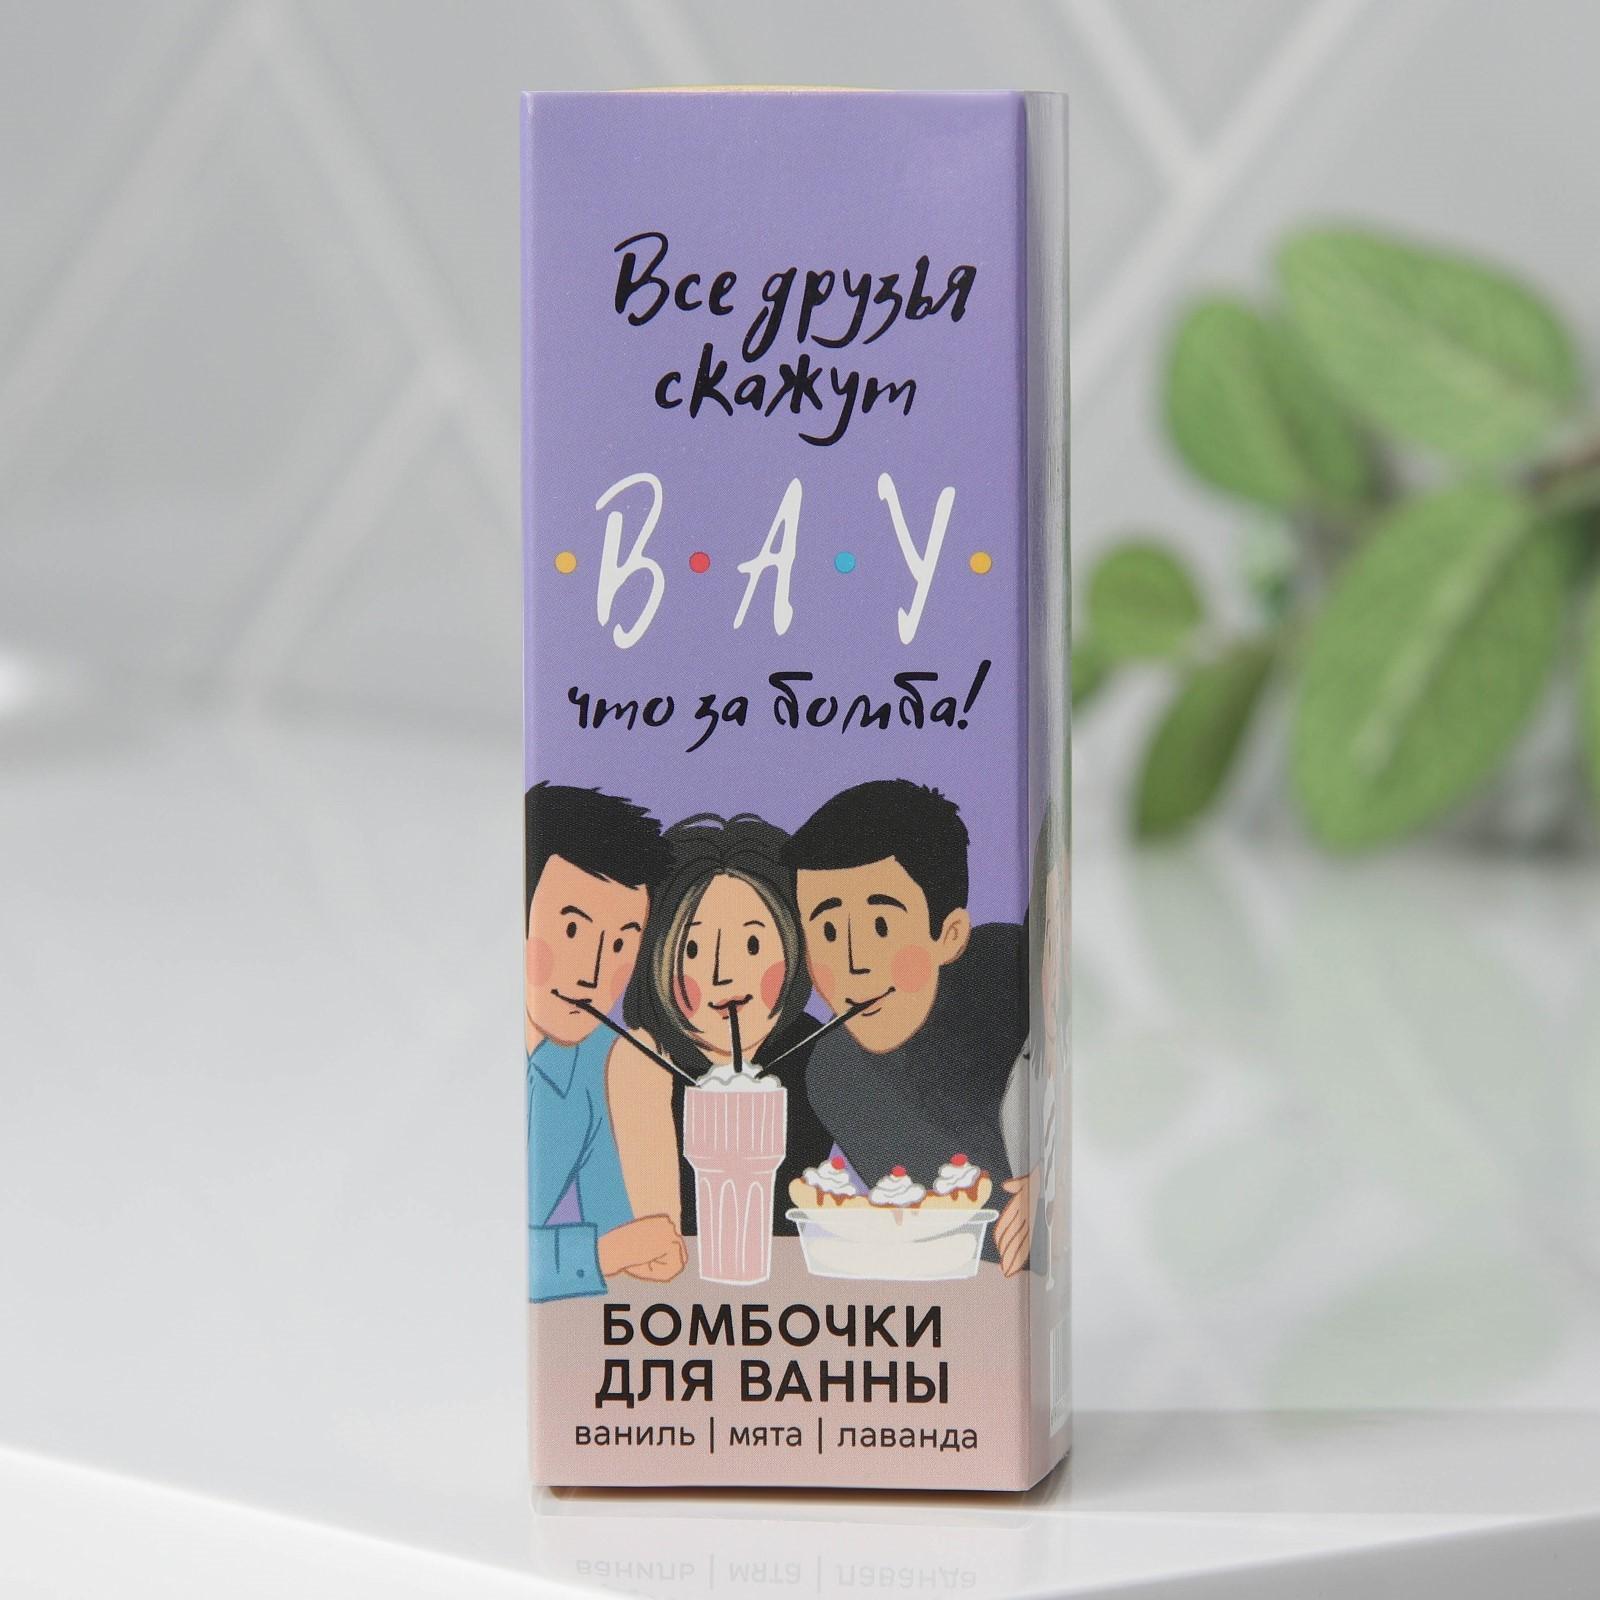 Все друзья
скажут
В•А•У
что за бомба!
БОМБОЧКИ
ДЛЯ ВАННЫ
ваниль | мята | лаванда